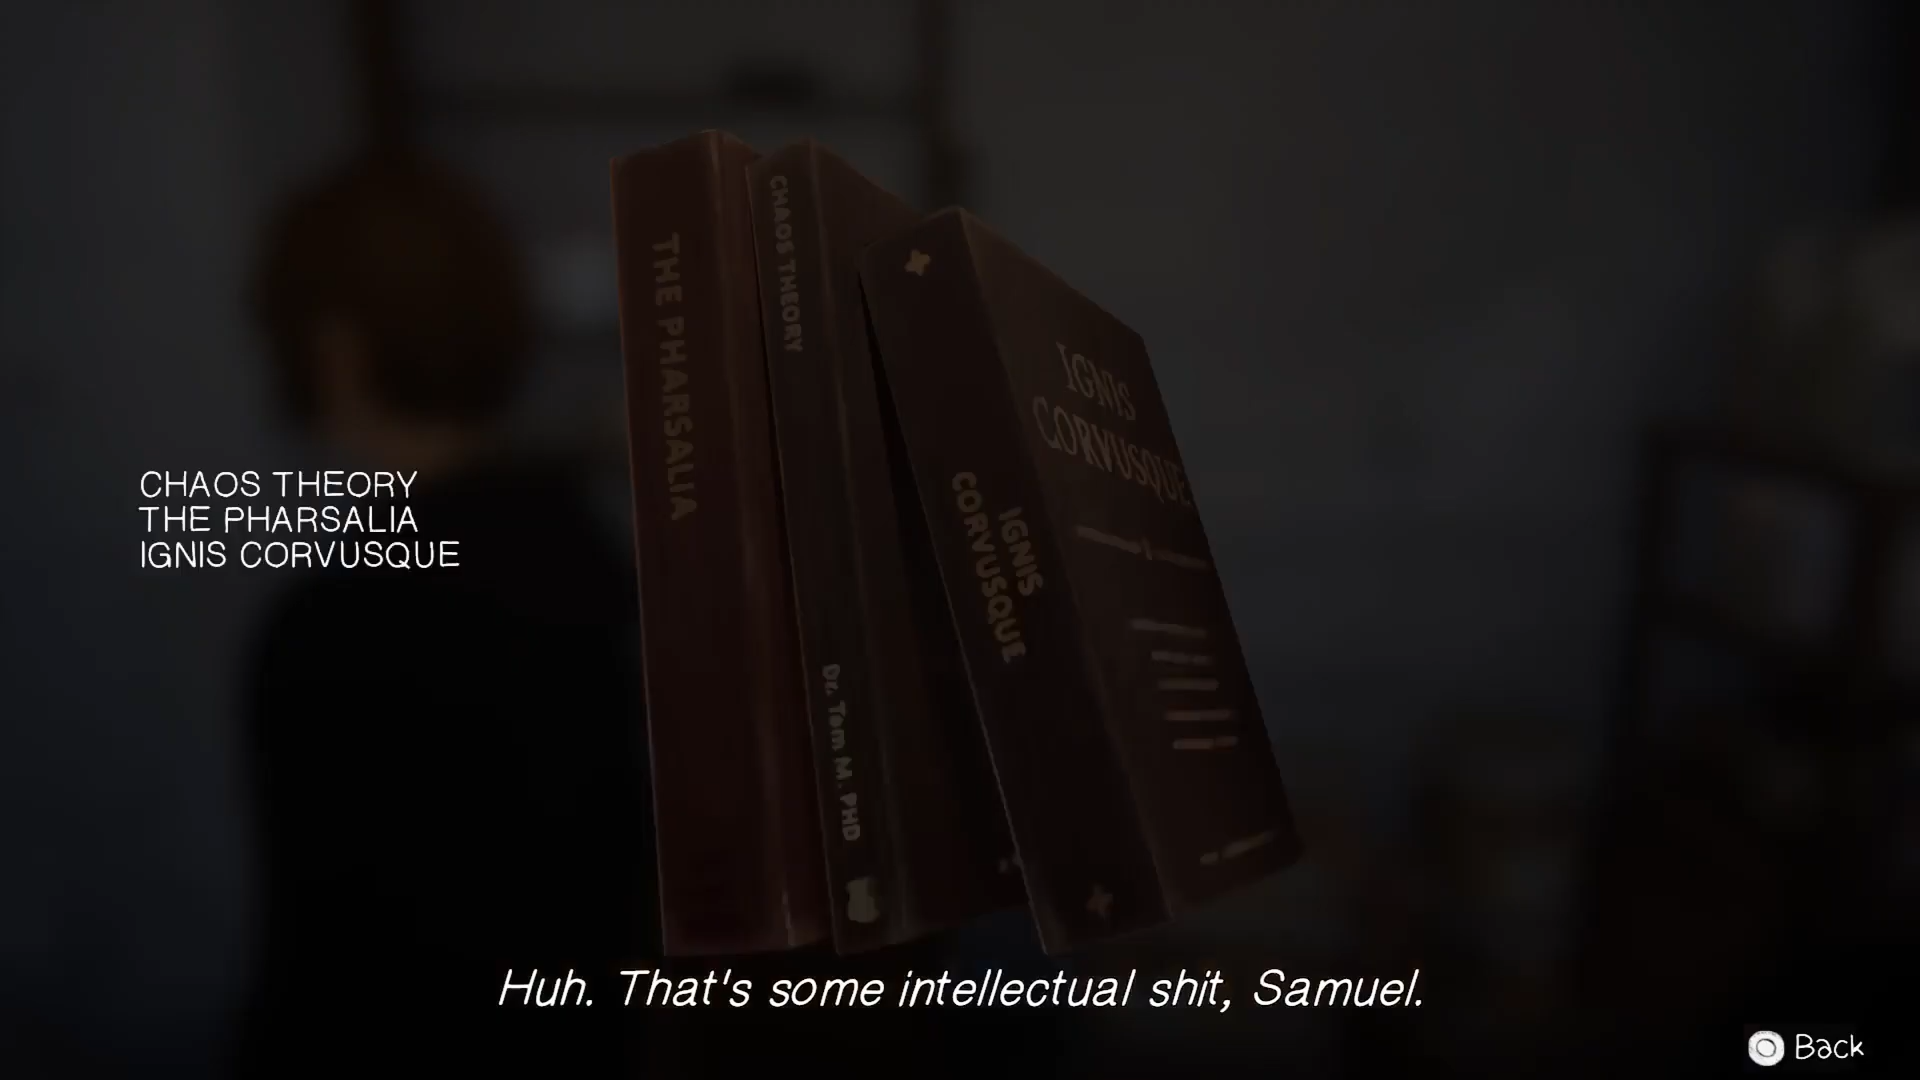 THE PHARSALIA
CHAOS THEORY
Dr. Tom M. PHD
IGNIS
CORVUSQUE
IGNIS
CORVUSQUE
CHAOS THEORY
THE PHARSALIA
IGNIS CORVUSQUE
Huh. That's some intellectual shit, Samuel.
Back